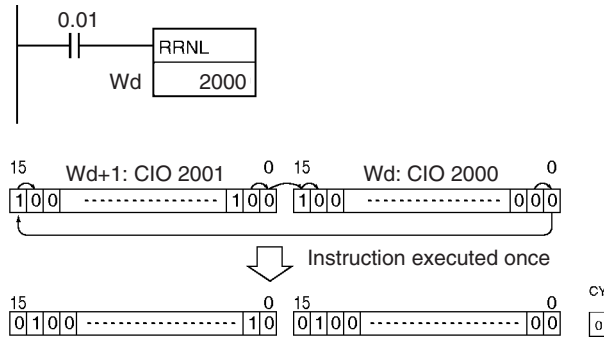 0.01
RRNL
Wd 2000
15 Wd+1: CIO 2001 0 15 Wd: CIO 2000 0
1 0 0 1 0 0 1 0 0 0 0 0
Instruction executed once
15 0 15 0 CY
0 1 0 0 1 0 0 1 0 0 0 0 0